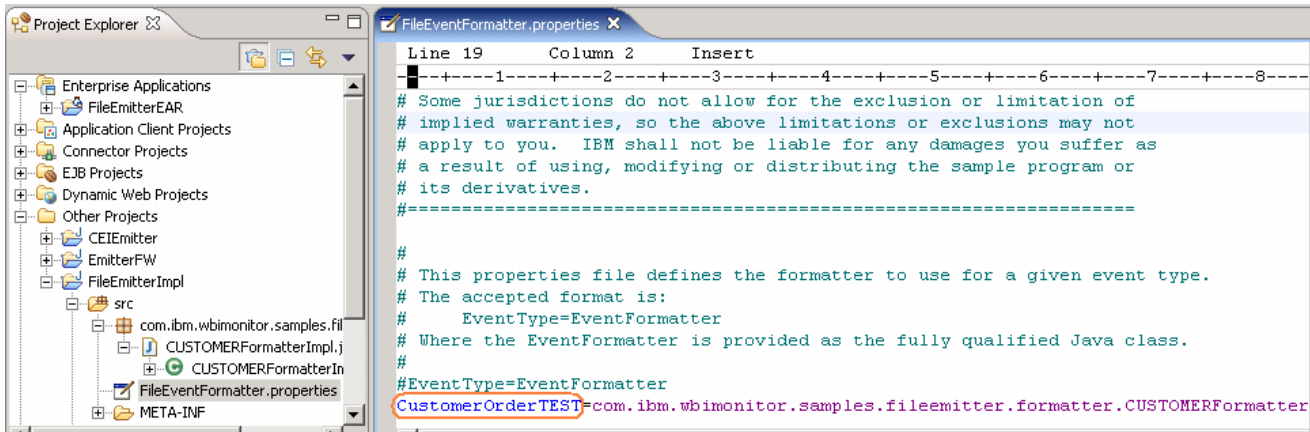 Project Explorer
Enterprise Applications
FileEmitterEAR
Application Client Projects
Connector Projects
EJB Projects
Dynamic Web Projects
Other Projects
CEIEmitter
EmitterFW
FileEmitterImpl
src
com.ibm.wbimonitor.samples.fil
CUSTOMERFormatterImpl.j
CUSTOMERFormatterIn
FileEventFormatter.properties
META-INF
FileEventFormatter.properties
Line 19 Column 2 Insert
----+----1----+----2----+----3----+----4----+----5----+----6----+----7----+----8----
# Some jurisdictions do not allow for the exclusion or limitation of
# implied warranties, so the above limitations or exclusions may not
# apply to you.  IBM shall not be liable for any damages you suffer as
# a result of using, modifying or distributing the sample program or
# its derivatives.
#===================================================================
#
# This properties file defines the formatter to use for a given event type.
# The accepted format is:
#     EventType=EventFormatter
# Where the EventFormatter is provided as the fully qualified Java class.
#
#EventType=EventFormatter
CustomerOrderTEST=com.ibm.wbimonitor.samples.fileemitter.formatter.CUSTOMERFormatter